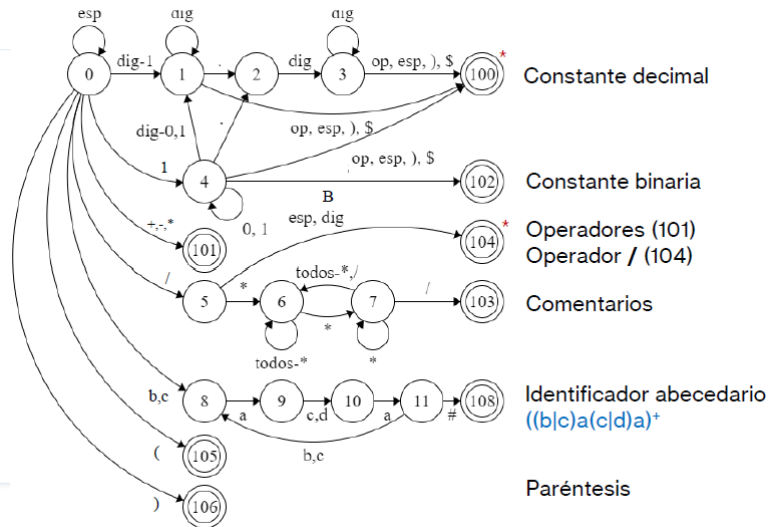 esp
dig
dig
dig-1
.
dig
op, esp, ), $
*
0
1
2
3
100
Constante decimal
dig-0,1
.
op, esp, ), $
1
4
op, esp, ), $
102
Constante binaria
B
0, 1
+,-,*
101
esp, dig
104
*
Operadores (101)
Operador / (104)
/
todos-*,/
5
*
6
*
7
/
103
Comentarios
todos-*
*
b,c
8
a
9
c,d
10
a
11
#
108
Identificador abecedario
((b|c)a(c|d)a)+
b,c
(
105
)
106
Paréntesis